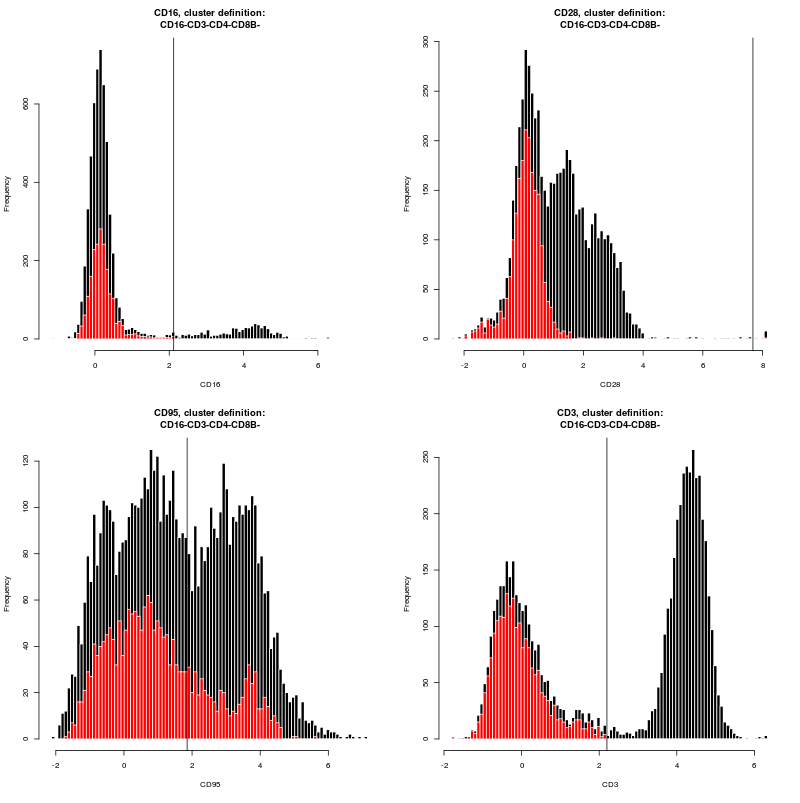 CD16, cluster definition:
CD16-CD3-CD4-CD8B-
Frequency
0
200
400
600
0
2
4
6
CD16
CD28, cluster definition:
CD16-CD3-CD4-CD8B-
Frequency
0
50
100
150
200
250
300
-2
0
2
4
6
8
CD28
CD95, cluster definition:
CD16-CD3-CD4-CD8B-
Frequency
0
20
40
60
80
100
120
-2
0
2
4
6
CD95
CD3, cluster definition:
CD16-CD3-CD4-CD8B-
Frequency
0
50
100
150
200
250
-2
0
2
4
6
CD3